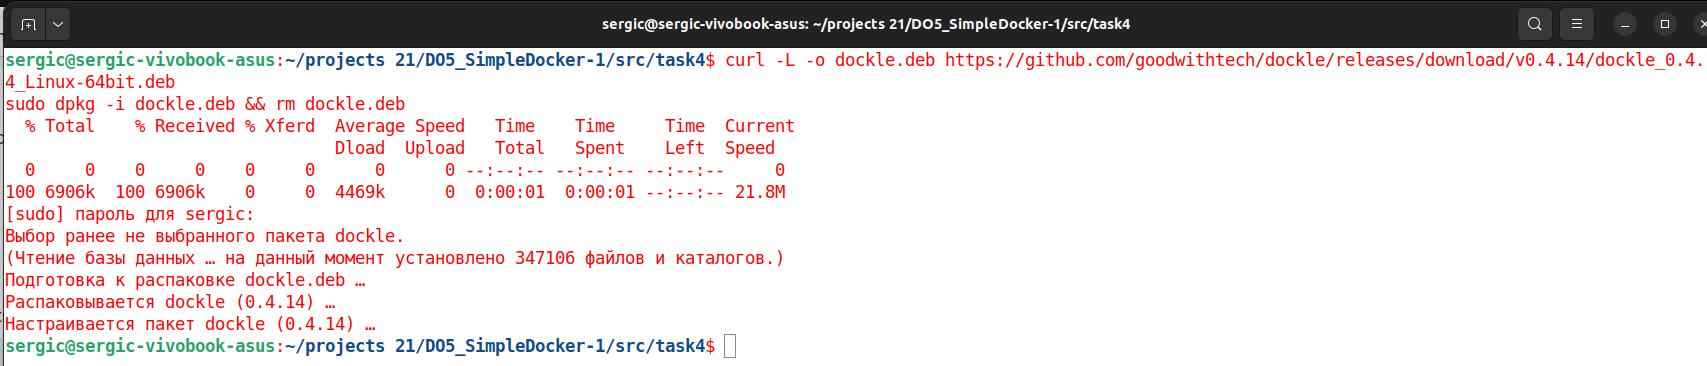 sergic@sergic-vivobook-asus: ~/projects 21/DO5_SimpleDocker-1/src/task4
sergic@sergic-vivobook-asus:~/projects 21/DO5_SimpleDocker-1/src/task4$ curl -L -o dockle.deb https://github.com/goodwithtech/dockle/releases/download/v0.4.14/dockle_0.4.
4_Linux-64bit.deb
sudo dpkg -i dockle.deb && rm dockle.deb
  % Total    % Received % Xferd  Average Speed   Time    Time     Time  Current
                                 Dload  Upload   Total   Spent    Left  Speed
  0     0    0     0    0     0      0      0 --:--:-- --:--:-- --:--:--     0
100 6906k  100 6906k    0     0  4469k      0  0:00:01  0:00:01 --:--:-- 21.8M
[sudo] пароль для sergic:
Выбор ранее не выбранного пакета dockle.
(Чтение базы данных … на данный момент установлено 347106 файлов и каталогов.)
Подготовка к распаковке dockle.deb …
Распаковывается dockle (0.4.14) …
Настраивается пакет dockle (0.4.14) …
sergic@sergic-vivobook-asus:~/projects 21/DO5_SimpleDocker-1/src/task4$